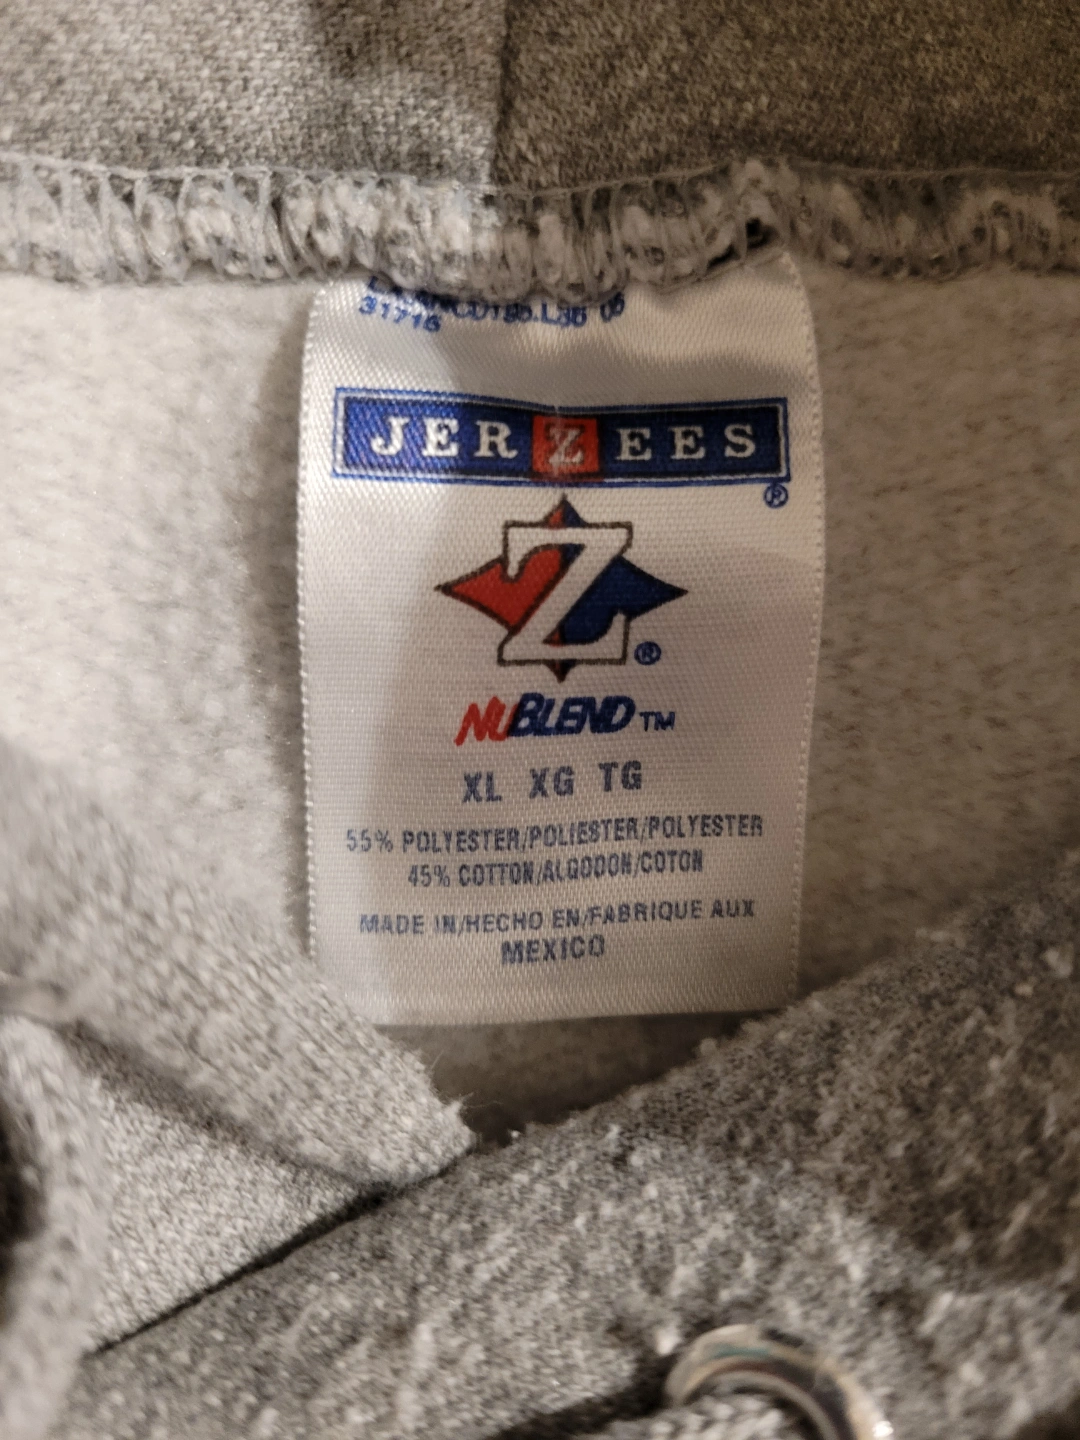 31716
JERZEES
®
Z®
NUBLEND TM
XL XG TG
55% POLYESTER/POLIESTER/POLYESTER
45% COTTON/ALGODON/COTON
MADE IN/HECHO EN/FABRIQUE AUX
MEXICO